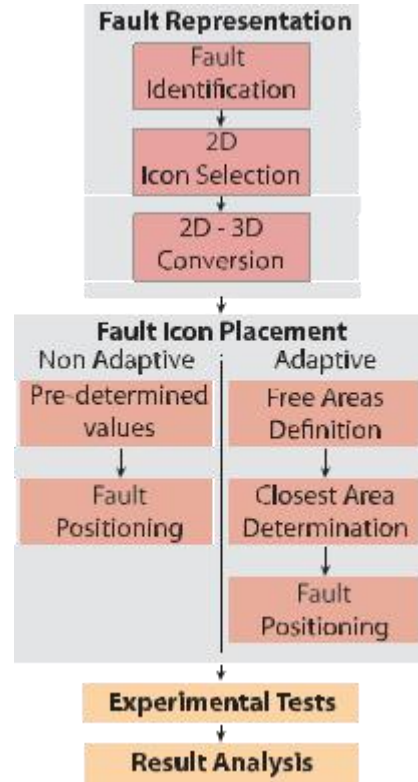 Fault Representation
Fault
Identification
2D
Icon Selection
2D - 3D
Conversion
Fault Icon Placement
Non Adaptive
Pre-determined
values
Fault
Positioning
Adaptive
Free Areas
Definition
Closest Area
Determination
Fault
Positioning
Experimental Tests
Result Analysis